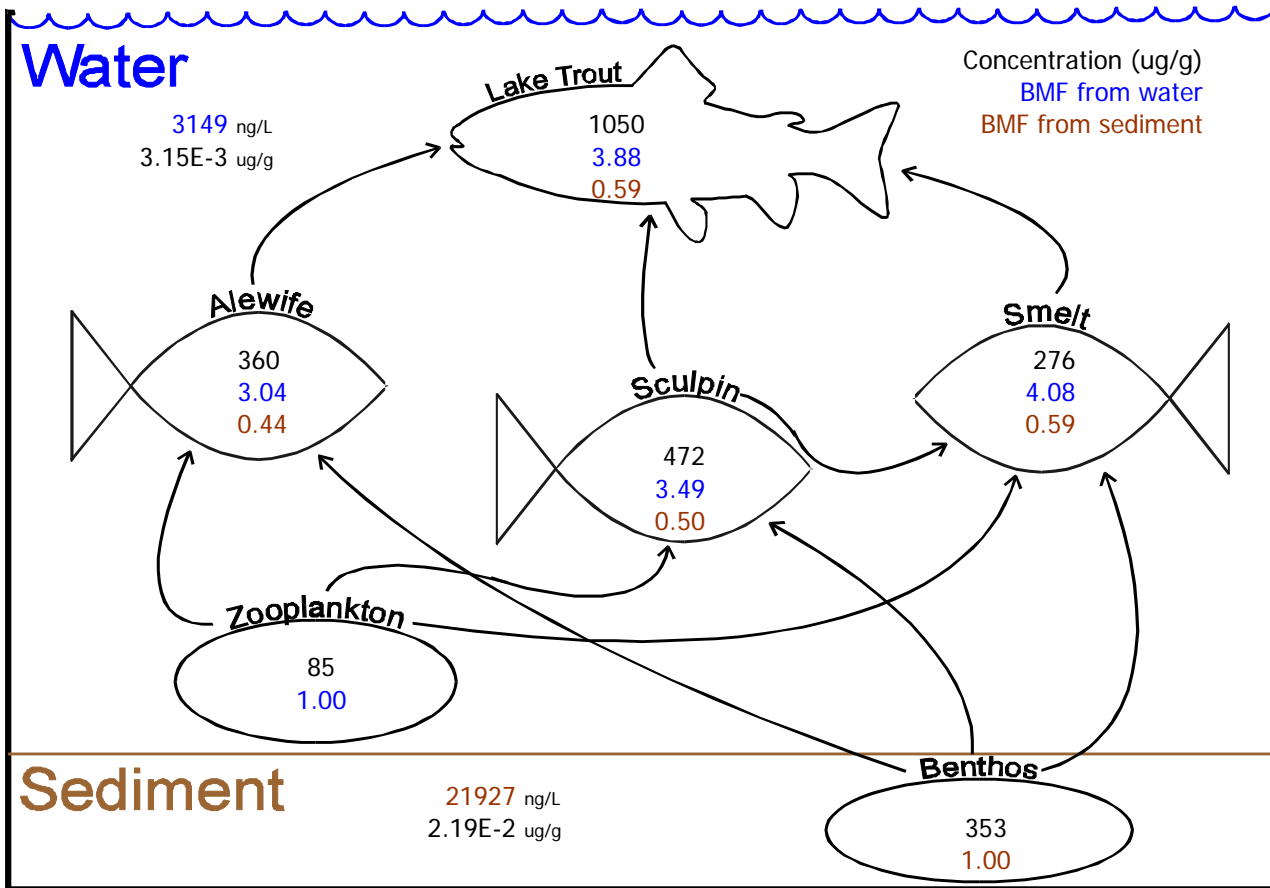 Water
3149 ng/L
3.15E-3 ug/g
Concentration (ug/g)
BMF from water
BMF from sediment
Lake Trout
1050
3.88
0.59
Alewife
360
3.04
0.44
Sculpin
472
3.49
0.50
Smelt
276
4.08
0.59
Zooplankton
85
1.00
Sediment
21927 ng/L
2.19E-2 ug/g
Benthos
353
1.00